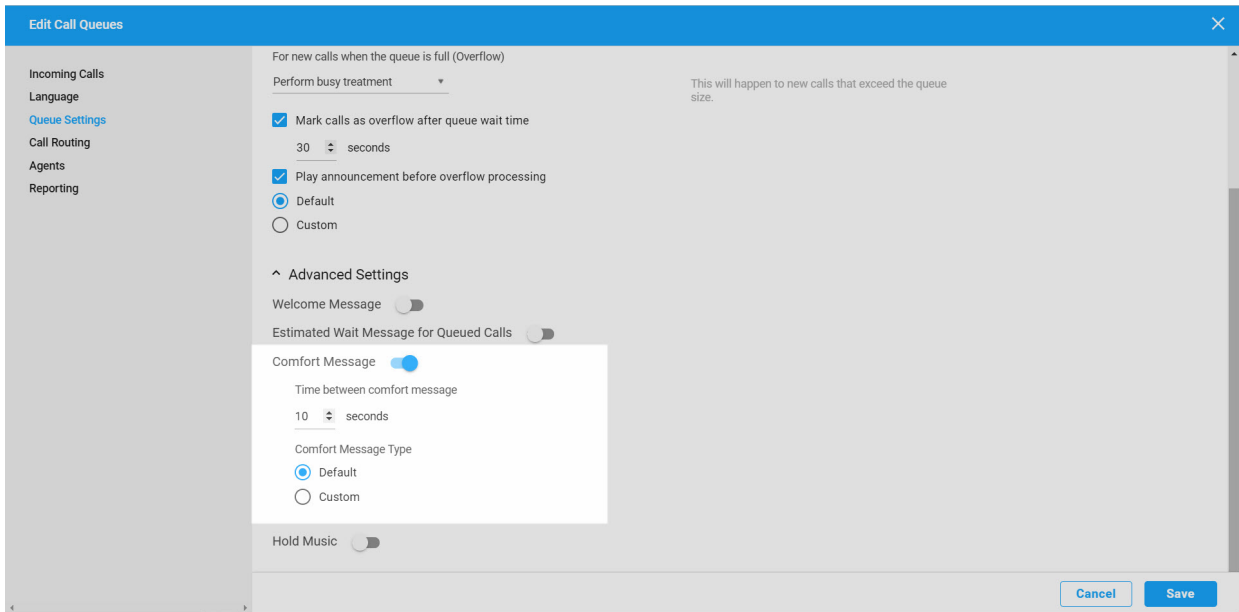 Edit Call Queues
Incoming Calls
Language
Queue Settings
Call Routing
Agents
Reporting
For new calls when the queue is full (Overflow)
Perform busy treatment
This will happen to new calls that exceed the queue
size.
Mark calls as overflow after queue wait time
30 seconds
Play announcement before overflow processing
Default
Custom
Advanced Settings
Welcome Message
Estimated Wait Message for Queued Calls
Comfort Message
Time between comfort message
10 seconds
Comfort Message Type
Default
Custom
Hold Music
Cancel
Save